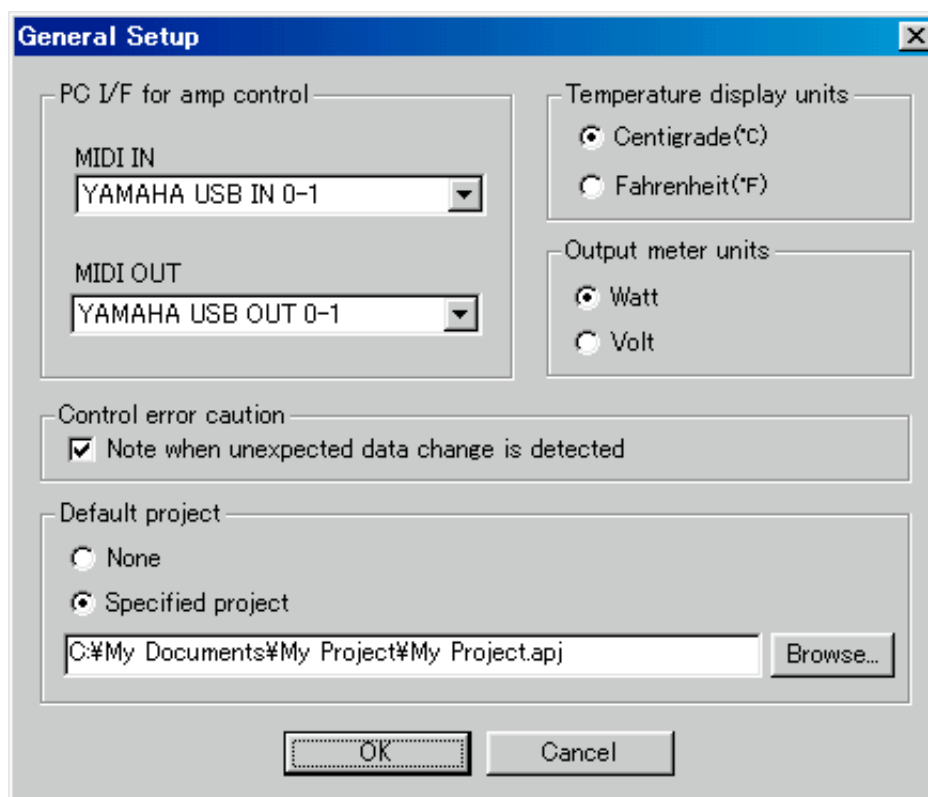 General Setup
PC I/F for amp control
MIDI IN
YAMAHA USB IN 0-1
MIDI OUT
YAMAHA USB OUT 0-1
Temperature display units
Centigrade(°C)
Fahrenheit(°F)
Output meter units
Watt
Volt
Control error caution
Note when unexpected data change is detected
Default project
None
Specified project
C:¥My Documents¥My Project¥My Project.apj
Browse...
OK
Cancel